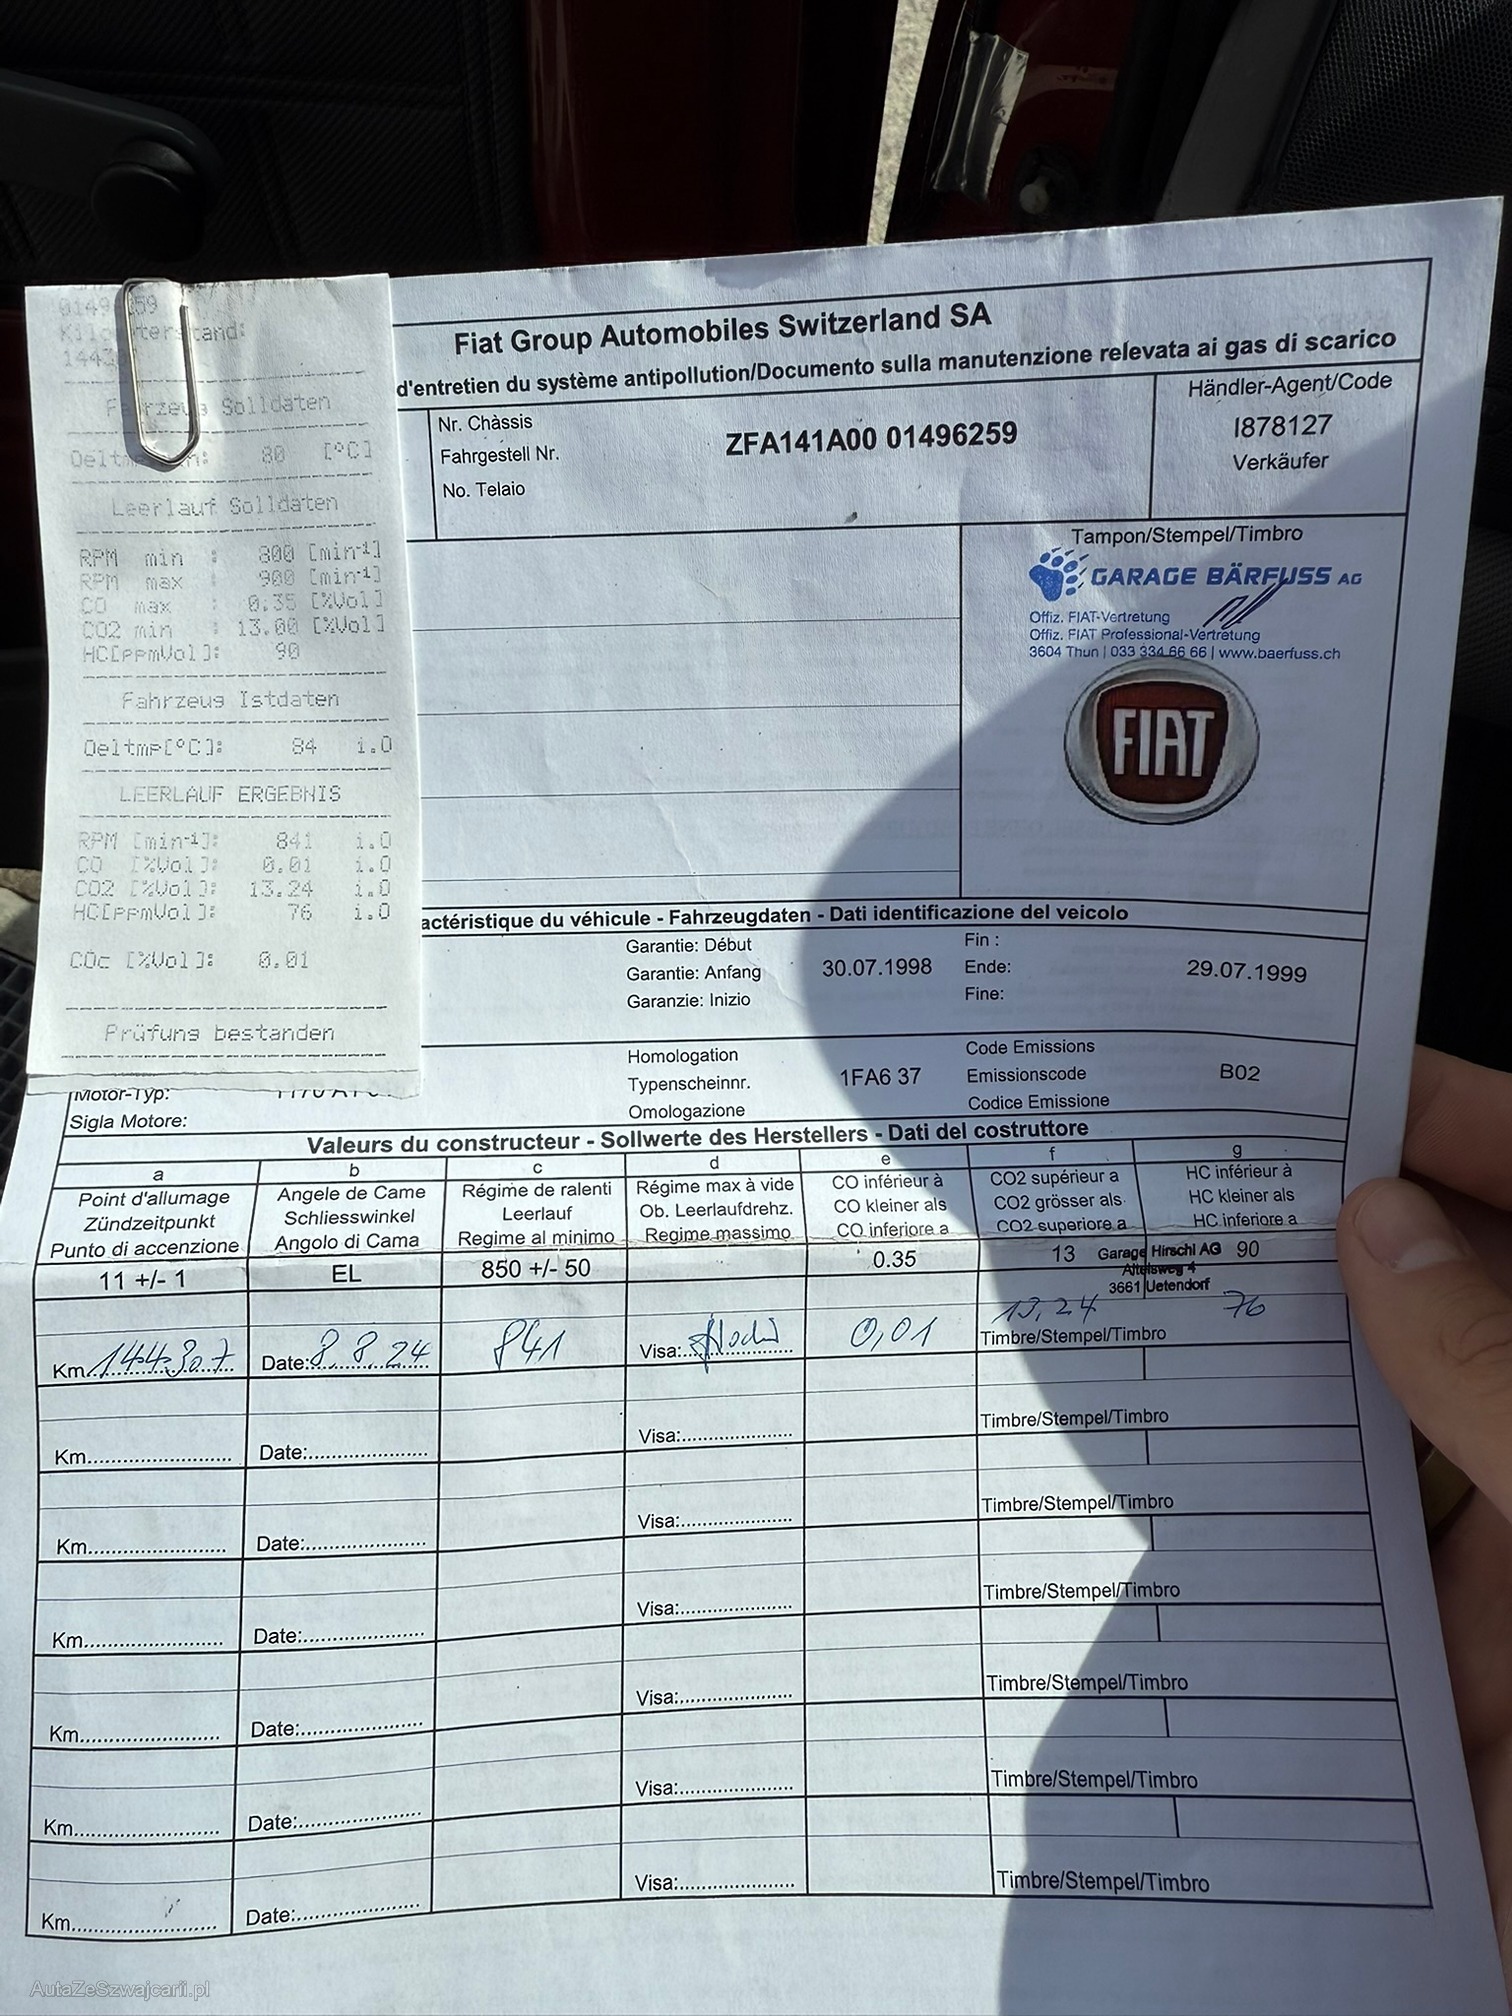 Kilometerstand:
Fahrzeug Solldaten
80 [°C]
Leerlauf Solldaten
RPM min : 800 [min-1]
RPM max : 900 [min-1]
CO max : 0.35 [%Vol]
CO2 min : 13.00 [%Vol]
HC[ppmVol]: 90
Fahrzeug Istdaten
Oeltmp[°C]: 84 i.O
LEERLAUF ERGEBNIS
RPM [min-1]: 841 i.O
CO [%Vol]: 0.01 i.O
CO2 [%Vol]: 13.24 i.O
HC[ppmVol]: 76 i.O
COc [%Vol]: 0.01
Prüfung bestanden
Fiat Group Automobiles Switzerland SA
d'entretien du système antipollution/Documento sulla manutenzione relevata ai gas di scarico
Nr. Chàssis
Fahrgestell Nr.
No. Telaio
ZFA141A00 01496259
Händler-Agent/Code
I878127
Verkäufer
Tampon/Stempel/Timbro
GARAGE BÄRFUSS AG
Offiz. FIAT-Vertretung
Offiz. FIAT Professional-Vertretung
3604 Thun | 033 334 66 66 | www.baerfuss.ch
FIAT
actéristique du véhicule - Fahrzeugdaten - Dati identificazione del veicolo
Garantie: Début
Garantie: Anfang 30.07.1998
Garanzie: Inizio
Fin :
Ende: 29.07.1999
Fine:
Motor-Typ:
Sigla Motore:
Homologation
Typenscheinnr. 1FA6 37
Omologazione
Code Emissions
Emissionscode B02
Codice Emissione
Valeurs du constructeur - Sollwerte des Herstellers - Dati del costruttore
a b c d e f g
Point d'allumage Angele de Came Régime de ralenti Régime max à vide CO inférieur à CO2 supérieur a HC inférieur à
Zündzeitpunkt Schliesswinkel Leerlauf Ob. Leerlaufdrehz. CO kleiner als CO2 grösser als HC kleiner als
Punto di accenzione Angolo di Cama Regime al minimo Regime massimo CO inferiore a CO2 superiore a HC inferiore a
11 +/- 1 EL 850 +/- 50 0.35 13 90
Garage Hirschi AG
Altelsweg 4
3661 Uetendorf
13,24 76
Km 144307 Date: 8.8.24 841 Visa: 0,01 Timbre/Stempel/Timbro
Km Date: Visa: Timbre/Stempel/Timbro
Km Date: Visa: Timbre/Stempel/Timbro
Km Date: Visa: Timbre/Stempel/Timbro
Km Date: Visa: Timbre/Stempel/Timbro
Km Date: Visa: Timbre/Stempel/Timbro
Km Date: Visa: Timbre/Stempel/Timbro
AutaZeSzwajcarii.pl